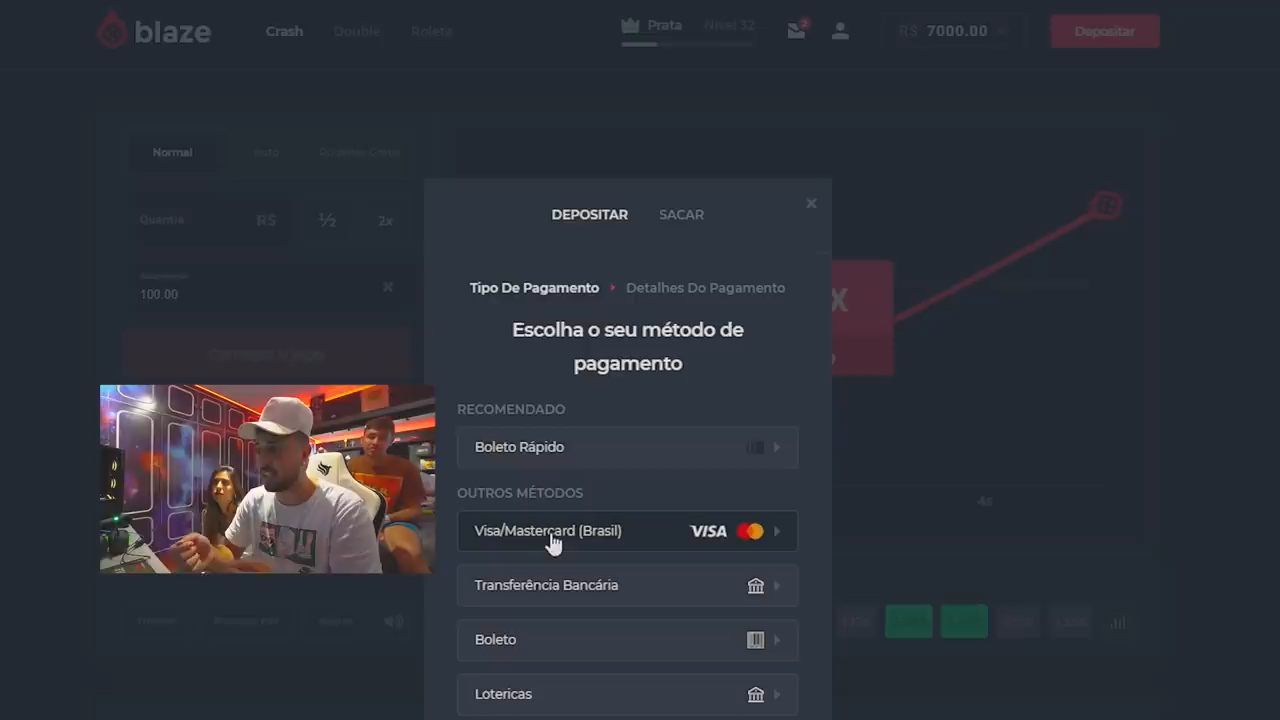 blaze
Crash
Double
Roleta
Prata
Nível 32
2
R$ 7000.00
Depositar
Normal
Auto
Quantia
R$
½
2x
100.00
DEPOSITAR
SACAR
Tipo De Pagamento
Detalhes Do Pagamento
Escolha o seu método de
pagamento
RECOMENDADO
Boleto Rápido
OUTROS MÉTODOS
Visa/Mastercard (Brasil)
VISA
Transferência Bancária
Boleto
Lotericas
X
4s